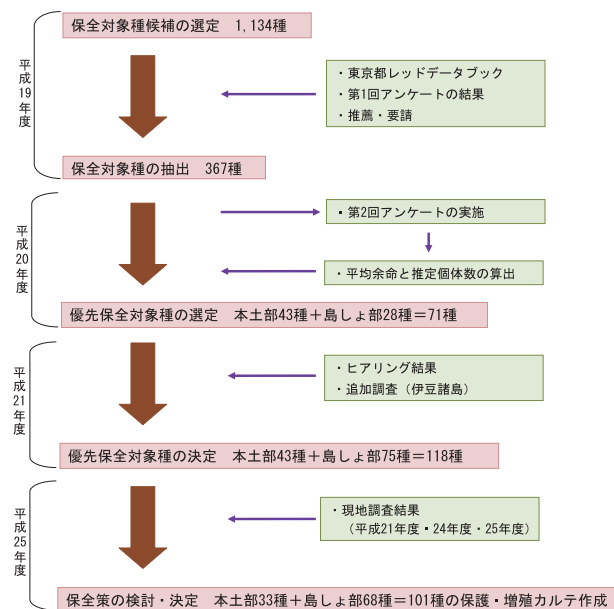 保全対象種候補の選定　1,134種
平成19年度
・東京都レッドデータブック
・第1回アンケートの結果
・推薦・要請
保全対象種の抽出　367種
平成20年度
・第2回アンケートの実施
・平均余命と推定個体数の算出
優先保全対象種の選定　本土部43種＋島しょ部28種＝71種
平成21年度
・ヒアリング結果
・追加調査（伊豆諸島）
優先保全対象種の決定　本土部43種＋島しょ部75種＝118種
平成25年度
・現地調査結果
（平成21年度・24年度・25年度）
保全策の検討・決定　本土部33種＋島しょ部68種＝101種の保護・増殖カルテ作成